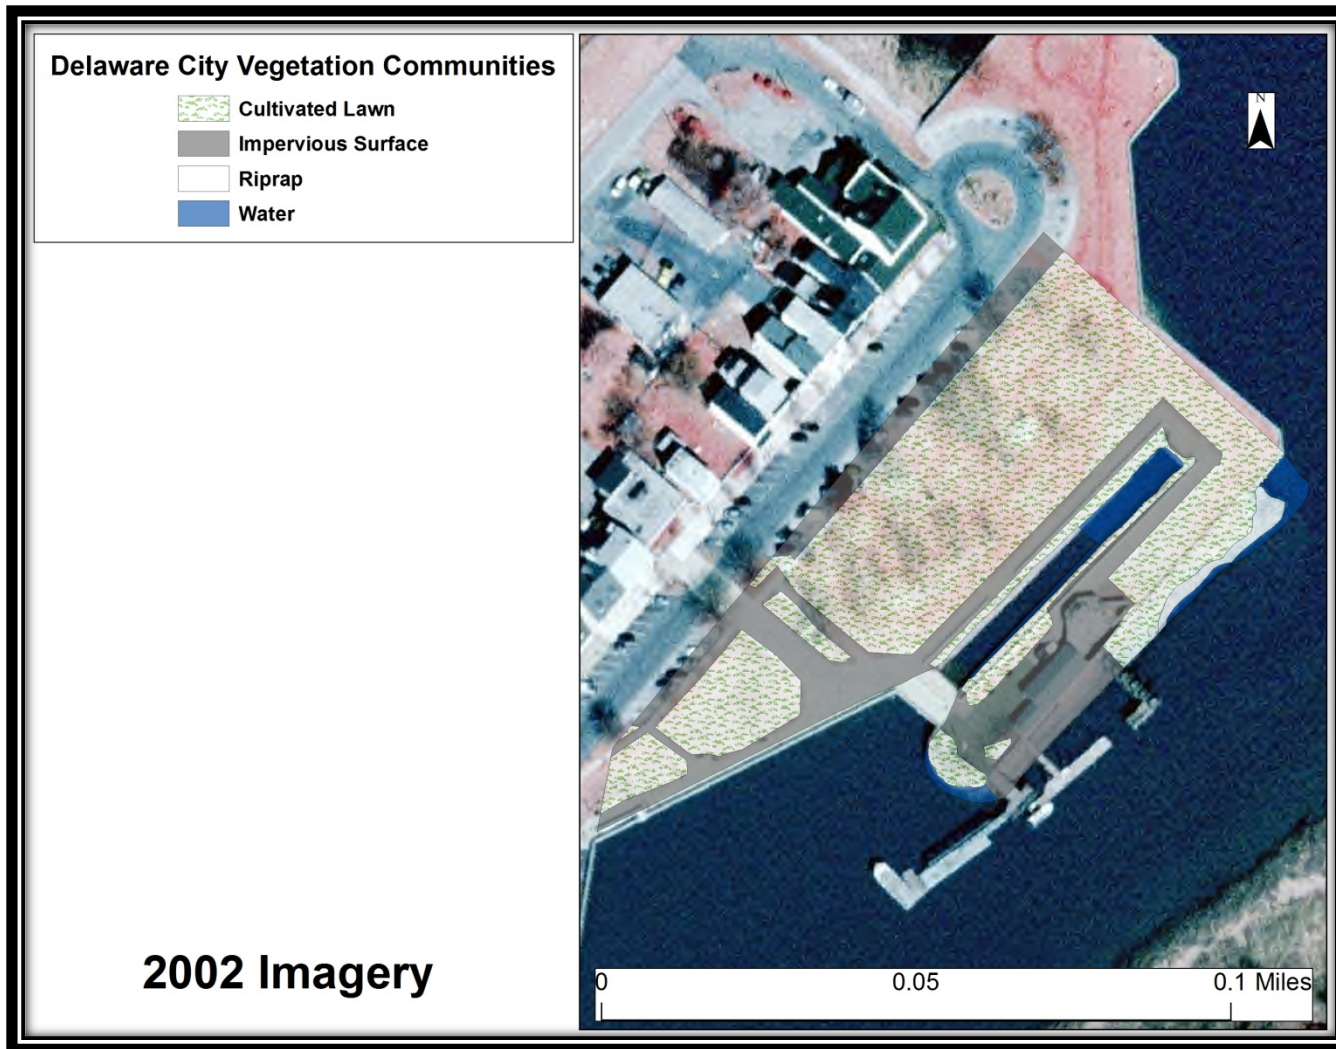 Delaware City Vegetation Communities
Cultivated Lawn
Impervious Surface
Riprap
Water
N
2002 Imagery
0 0.05 0.1 Miles